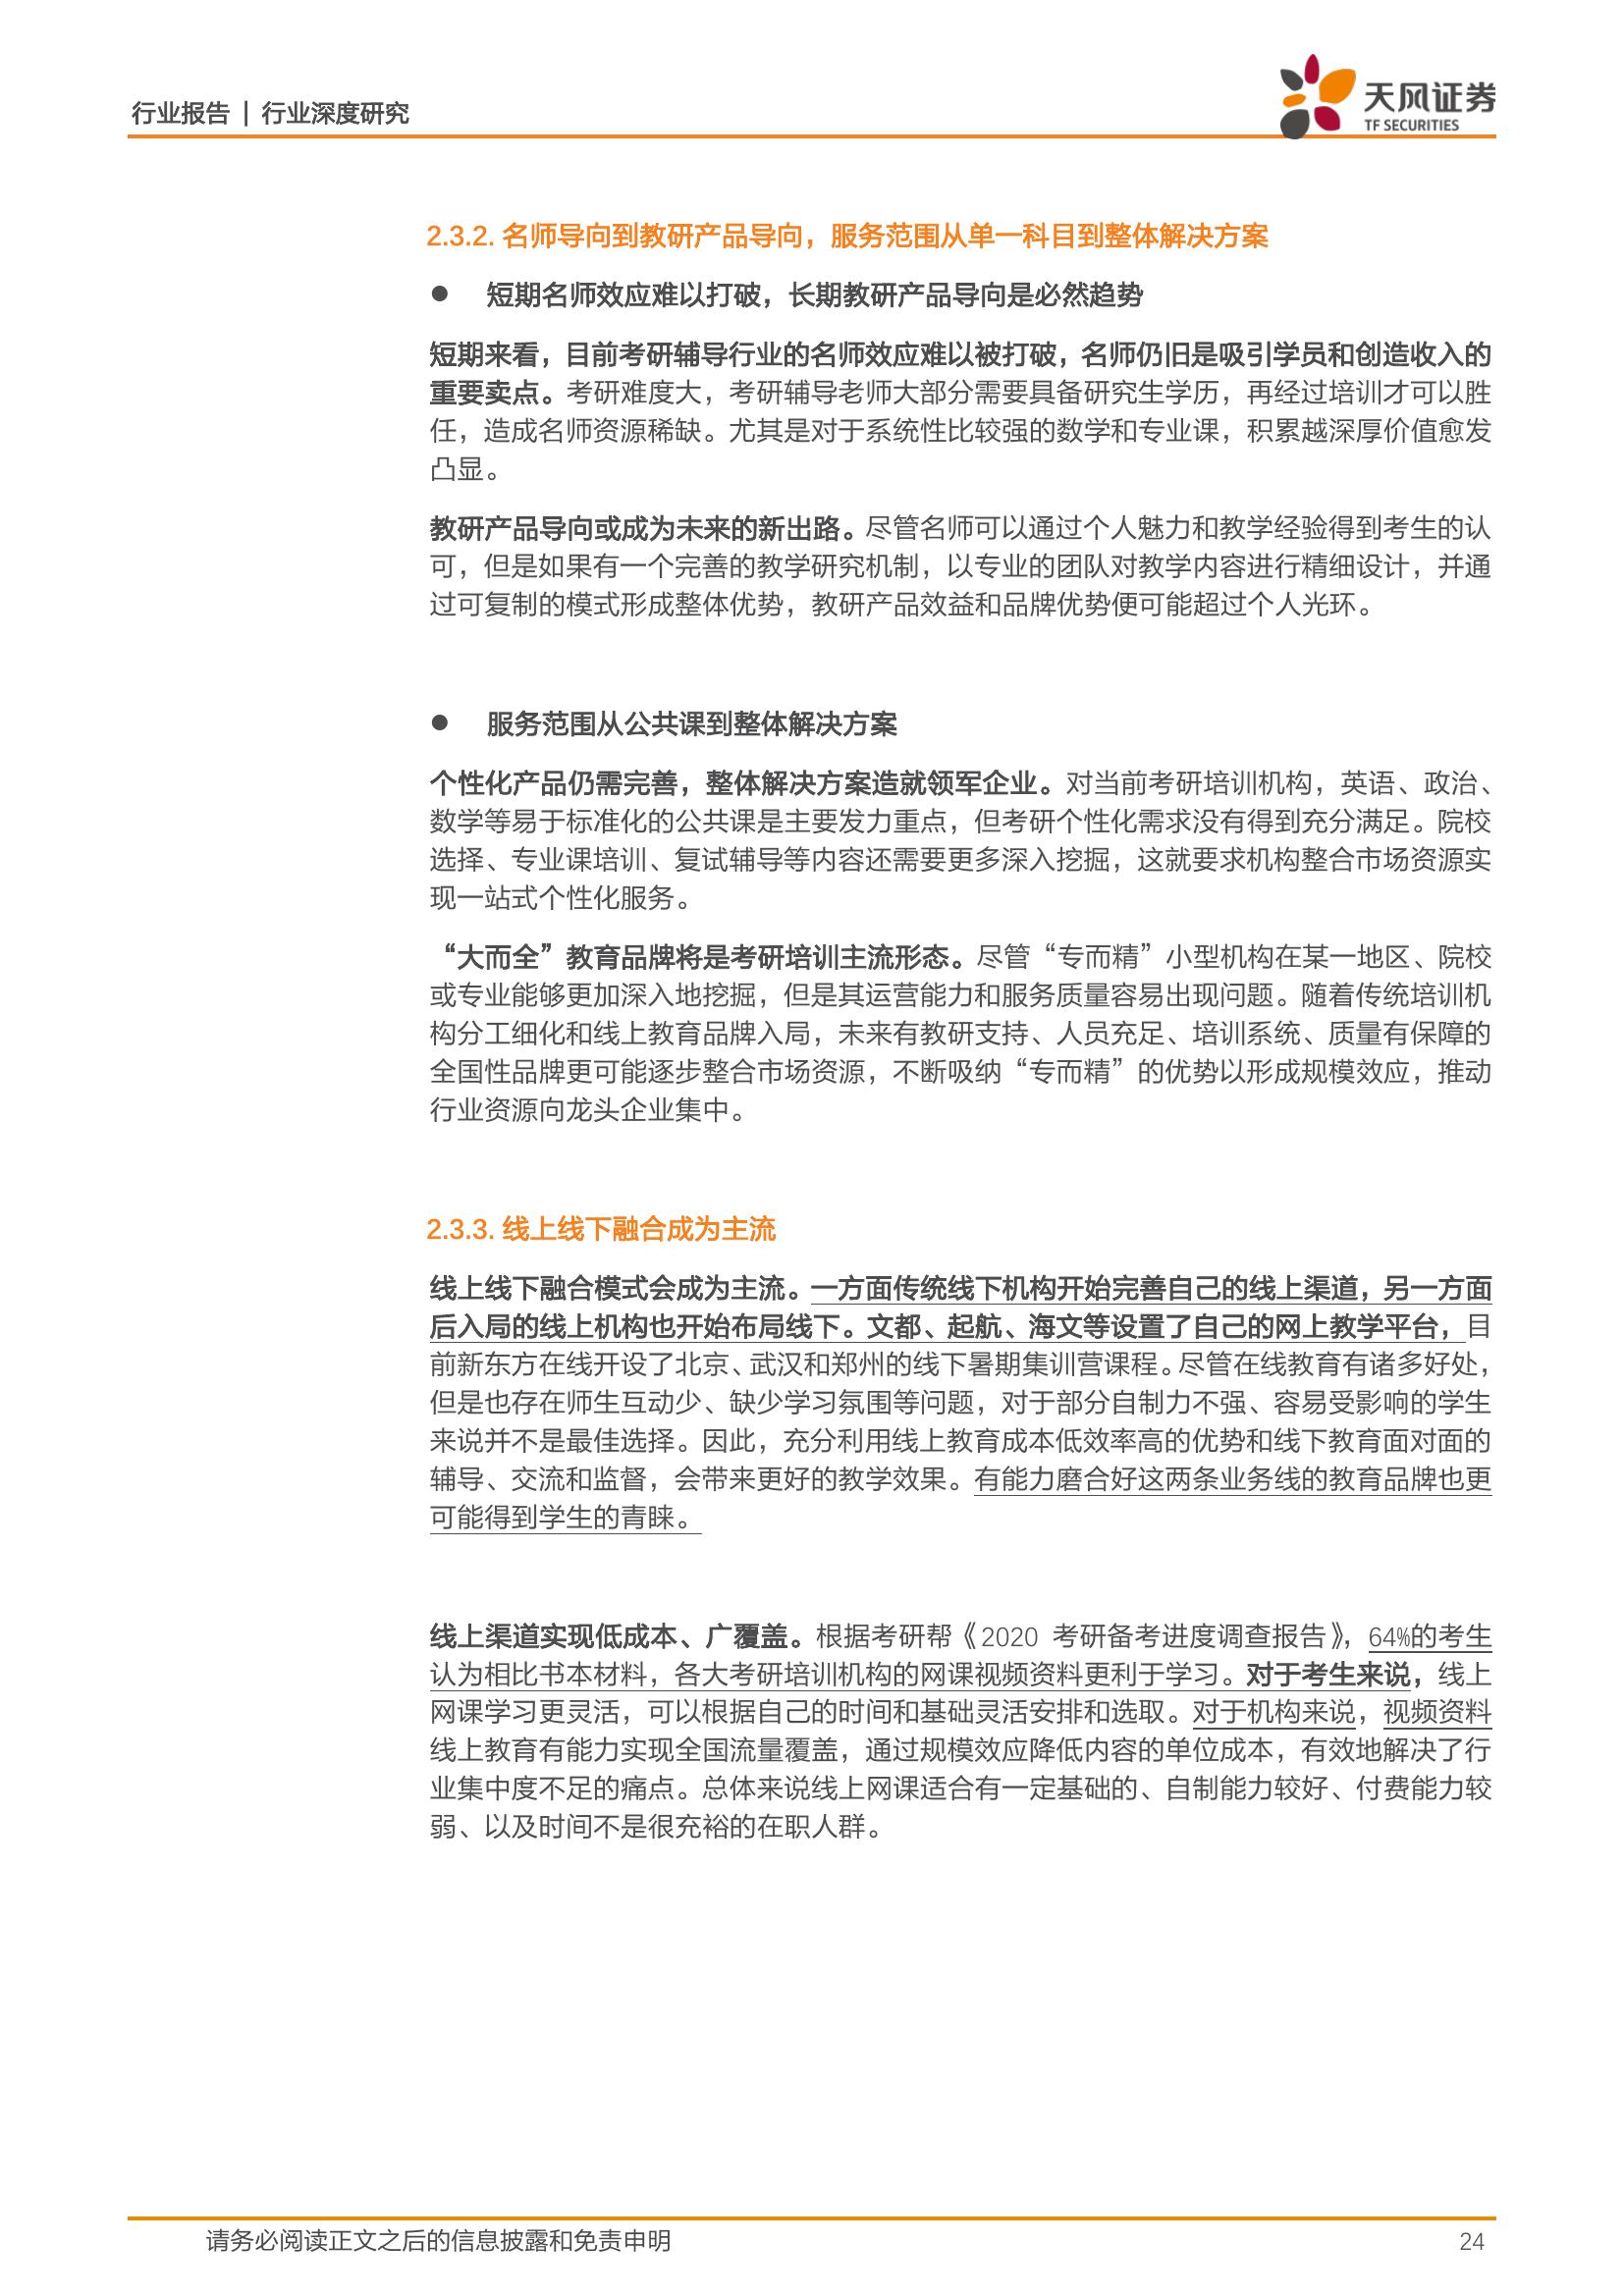 行业报告 | 行业深度研究
天风证券
TF SECURITIES
2.3.2. 名师导向到教研产品导向，服务范围从单一科目到整体解决方案
● 短期名师效应难以打破，长期教研产品导向是必然趋势
短期来看，目前考研辅导行业的名师效应难以被打破，名师仍旧是吸引学员和创造收入的
重要卖点。考研难度大，考研辅导老师大部分需要具备研究生学历，再经过培训才可以胜
任，造成名师资源稀缺。尤其是对于系统性比较强的数学和专业课，积累越深厚价值愈发
凸显。
教研产品导向或成为未来的新出路。尽管名师可以通过个人魅力和教学经验得到考生的认
可，但是如果有一个完善的教学研究机制，以专业的团队对教学内容进行精细设计，并通
过可复制的模式形成整体优势，教研产品效益和品牌优势便可能超过个人光环。
● 服务范围从公共课到整体解决方案
个性化产品仍需完善，整体解决方案造就领军企业。对当前考研培训机构，英语、政治、
数学等易于标准化的公共课是主要发力重点，但考研个性化需求没有得到充分满足。院校
选择、专业课培训、复试辅导等内容还需要更多深入挖掘，这就要求机构整合市场资源实
现一站式个性化服务。
“大而全”教育品牌将是考研培训主流形态。尽管“专而精”小型机构在某一地区、院校
或专业能够更加深入地挖掘，但是其运营能力和服务质量容易出现问题。随着传统培训机
构分工细化和线上教育品牌入局，未来有教研支持、人员充足、培训系统、质量有保障的
全国性品牌更可能逐步整合市场资源，不断吸纳“专而精”的优势以形成规模效应，推动
行业资源向龙头企业集中。
2.3.3. 线上线下融合成为主流
线上线下融合模式会成为主流。一方面传统线下机构开始完善自己的线上渠道，另一方面
后入局的线上机构也开始布局线下。文都、起航、海文等设置了自己的网上教学平台，目
前新东方在线开设了北京、武汉和郑州的线下暑期集训营课程。尽管在线教育有诸多好处，
但是也存在师生互动少、缺少学习氛围等问题，对于部分自制力不强、容易受影响的学生
来说并不是最佳选择。因此，充分利用线上教育成本低效率高的优势和线下教育面对面的
辅导、交流和监督，会带来更好的教学效果。有能力磨合好这两条业务线的教育品牌也更
可能得到学生的青睐。
线上渠道实现低成本、广覆盖。根据考研帮《2020 考研备考进度调查报告》，64%的考生
认为相比书本材料，各大考研培训机构的网课视频资料更利于学习。对于考生来说，线上
网课学习更灵活，可以根据自己的时间和基础灵活安排和选取。对于机构来说，视频资料
线上教育有能力实现全国流量覆盖，通过规模效应降低内容的单位成本，有效地解决了行
业集中度不足的痛点。总体来说线上网课适合有一定基础的、自制能力较好、付费能力较
弱、以及时间不是很充裕的在职人群。
请务必阅读正文之后的信息披露和免责申明
24